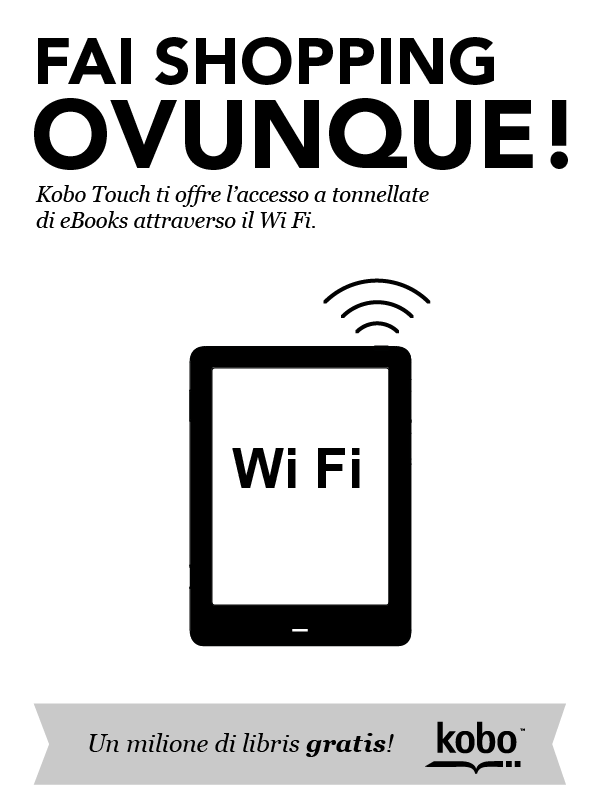 FAI SHOPPING
OVUNQUE!
Kobo Touch ti offre l'accesso a tonnellate
di eBooks attraverso il Wi Fi.
Wi Fi
Un milione di libris gratis!
kobo™